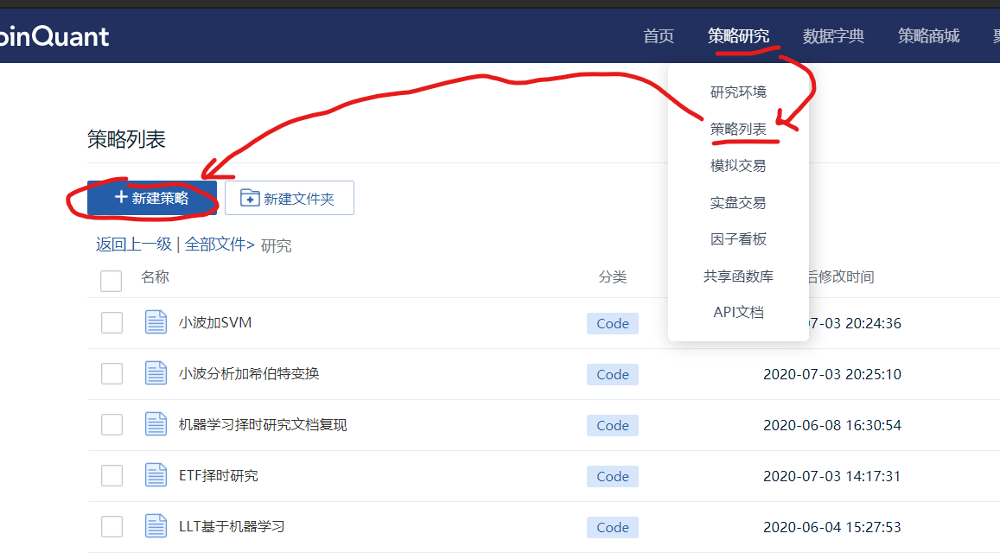 oinQuant 首页 策略研究 数据字典 策略商城
研究环境
策略列表
模拟交易
实盘交易
因子看板
共享函数库
API文档
策略列表
+ 新建策略 新建文件夹
返回上一级 | 全部文件> 研究
名称 分类 后修改时间
小波加SVM Code 07-03 20:24:36
小波分析加希伯特变换 Code 2020-07-03 20:25:10
机器学习择时研究文档复现 Code 2020-06-08 16:30:54
ETF择时研究 Code 2020-07-03 14:17:31
LLT基于机器学习 Code 2020-06-04 15:27:53